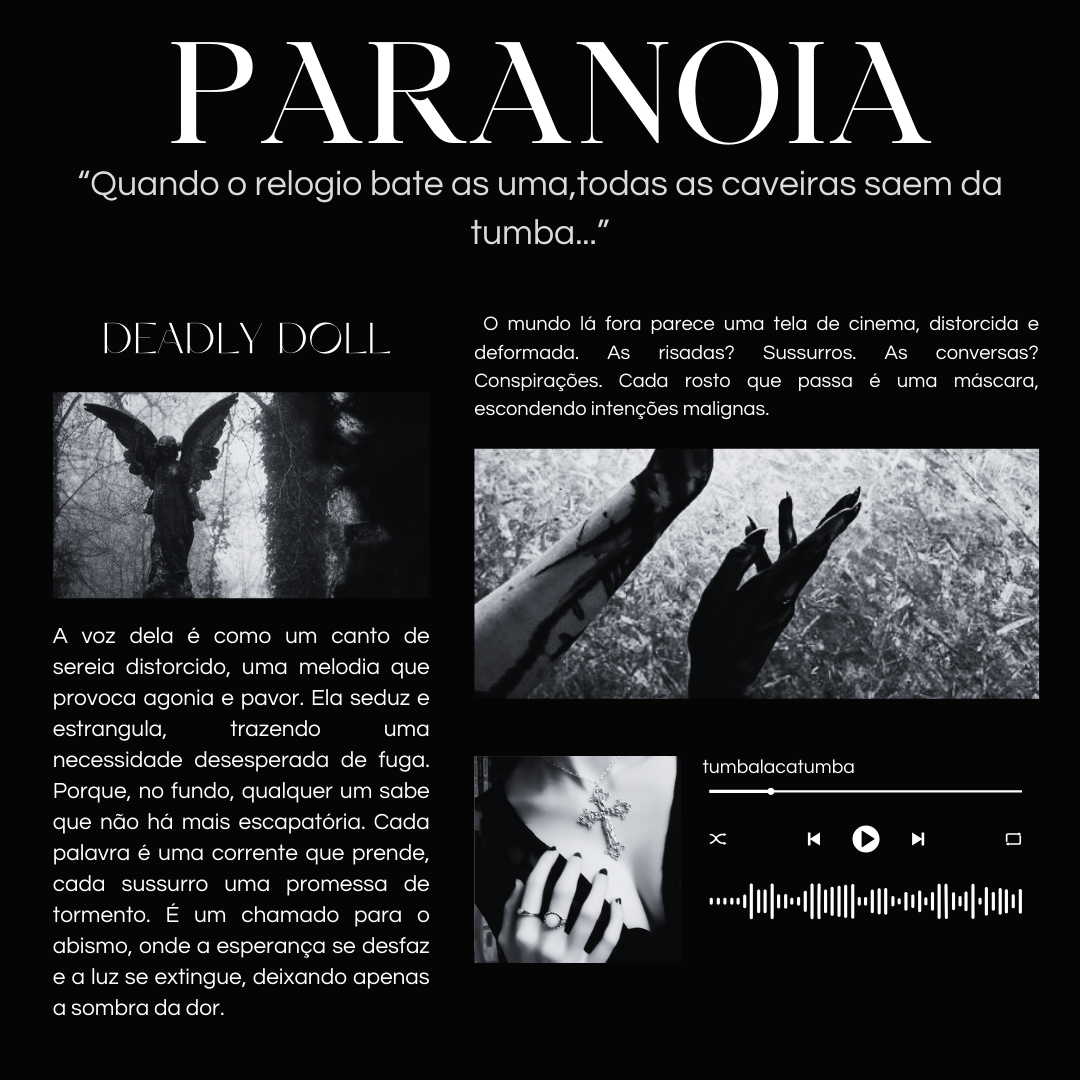 PARANOIA
“Quando o relogio bate as uma,todas as caveiras saem da
tumba...”
DEADLY DOLL
A voz dela é como um canto de
sereia distorcido, uma melodia que
provoca agonia e pavor. Ela seduz e
estrangula, trazendo uma
necessidade desesperada de fuga.
Porque, no fundo, qualquer um sabe
que não há mais escapatória. Cada
palavra é uma corrente que prende,
cada sussurro uma promessa de
tormento. É um chamado para o
abismo, onde a esperança se desfaz
e a luz se extingue, deixando apenas
a sombra da dor.
O mundo lá fora parece uma tela de cinema, distorcida e
deformada. As risadas? Sussurros. As conversas?
Conspirações. Cada rosto que passa é uma máscara,
escondendo intenções malignas.
tumbalacatumba